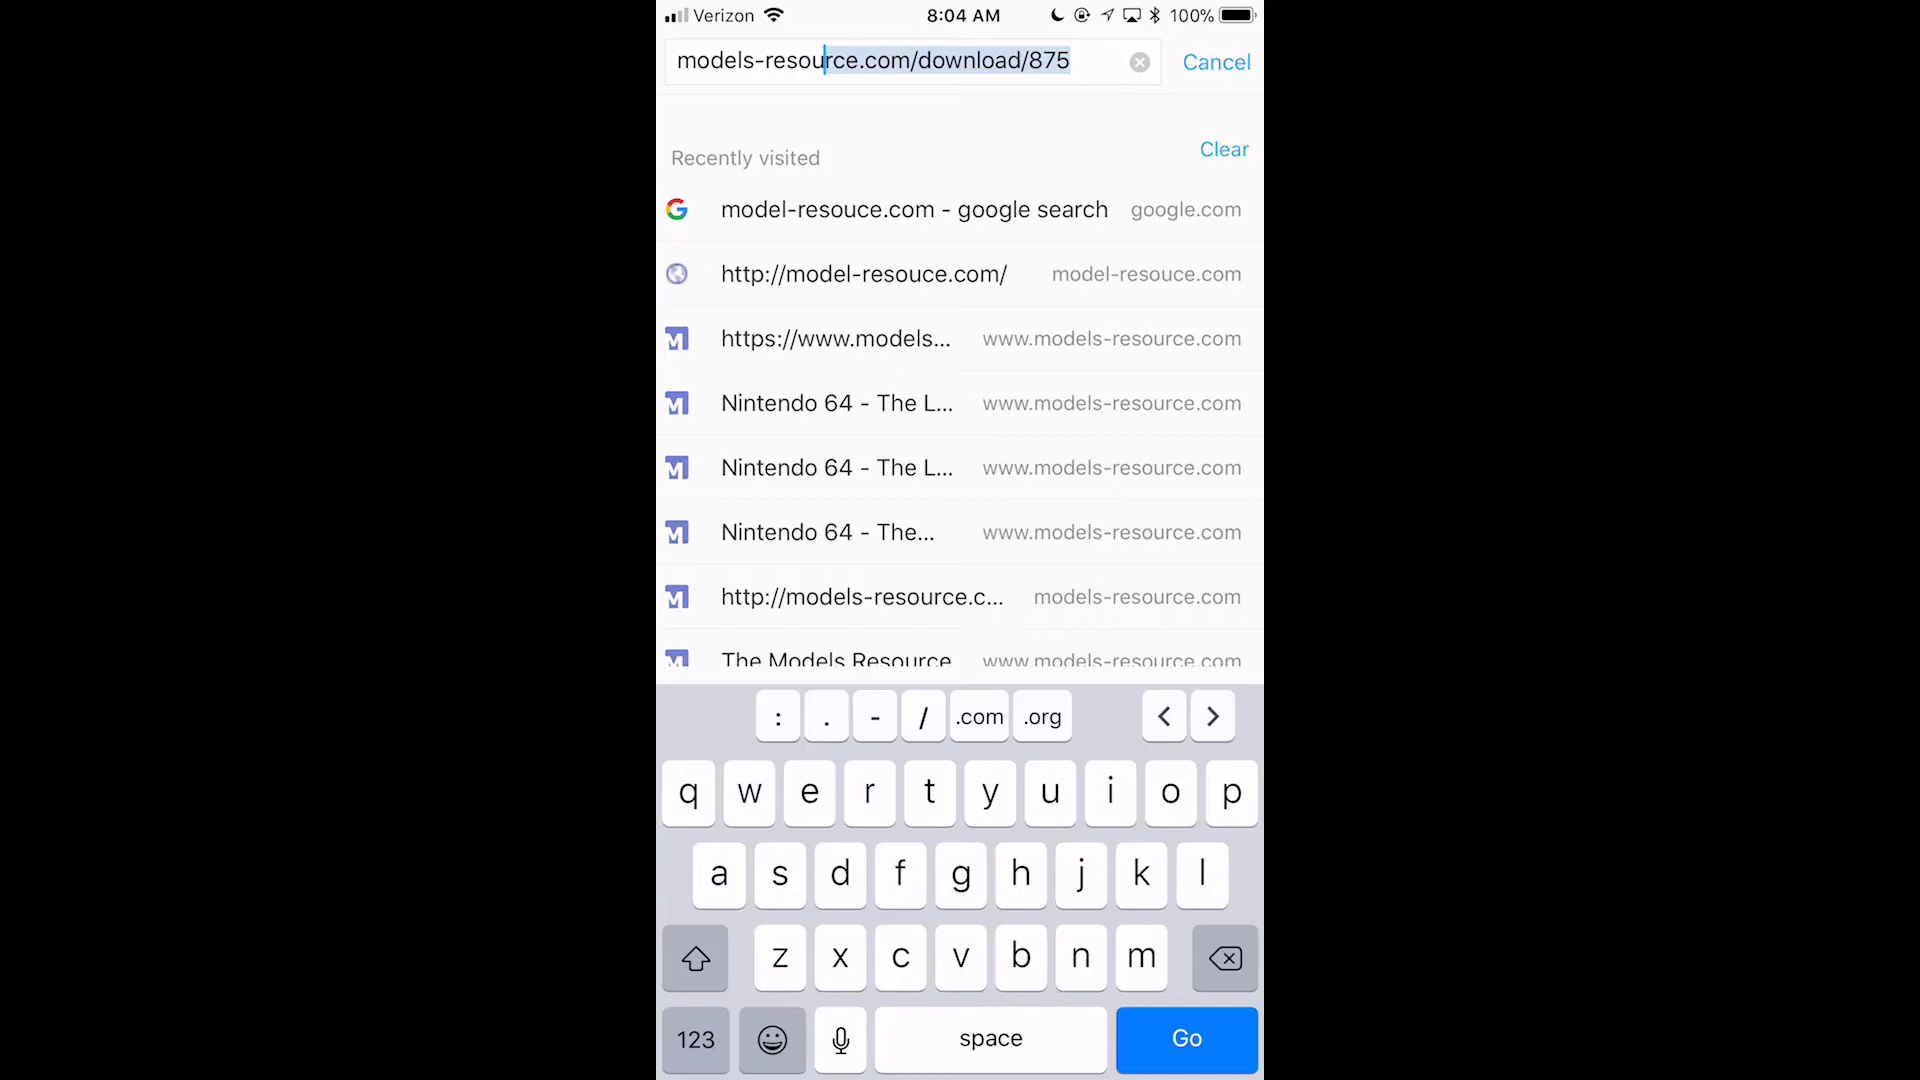 Verizon 8:04 AM 100%
models-resource.com/download/875 Cancel
Recently visited Clear
model-resouce.com - google search google.com
http://model-resouce.com/ model-resouce.com
https://www.models... www.models-resource.com
Nintendo 64 - The L... www.models-resource.com
Nintendo 64 - The L... www.models-resource.com
Nintendo 64 - The... www.models-resource.com
http://models-resource.c... models-resource.com
The Models Resource www.models-resource.com
: . - / .com .org < >
q w e r t y u i o p
a s d f g h j k l
z x c v b n m
123 space Go